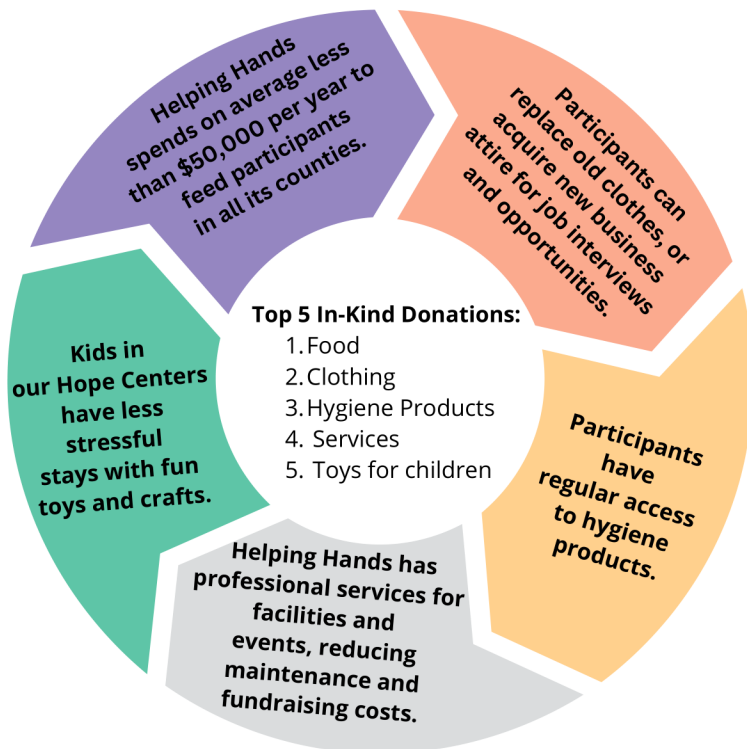 Helping Hands
spends on average less
than $50,000 per year to
feed participants
in all its counties.
Participants can
replace old clothes, or
acquire new business
attire for job interviews
and opportunities.
Participants
have
regular access
to hygiene
products.
Helping Hands has
professional services for
facilities and
events, reducing
maintenance and
fundraising costs.
Kids in
our Hope Centers
have less
stressful
stays with fun
toys and crafts.
Top 5 In-Kind Donations:
1. Food
2. Clothing
3. Hygiene Products
4. Services
5. Toys for children